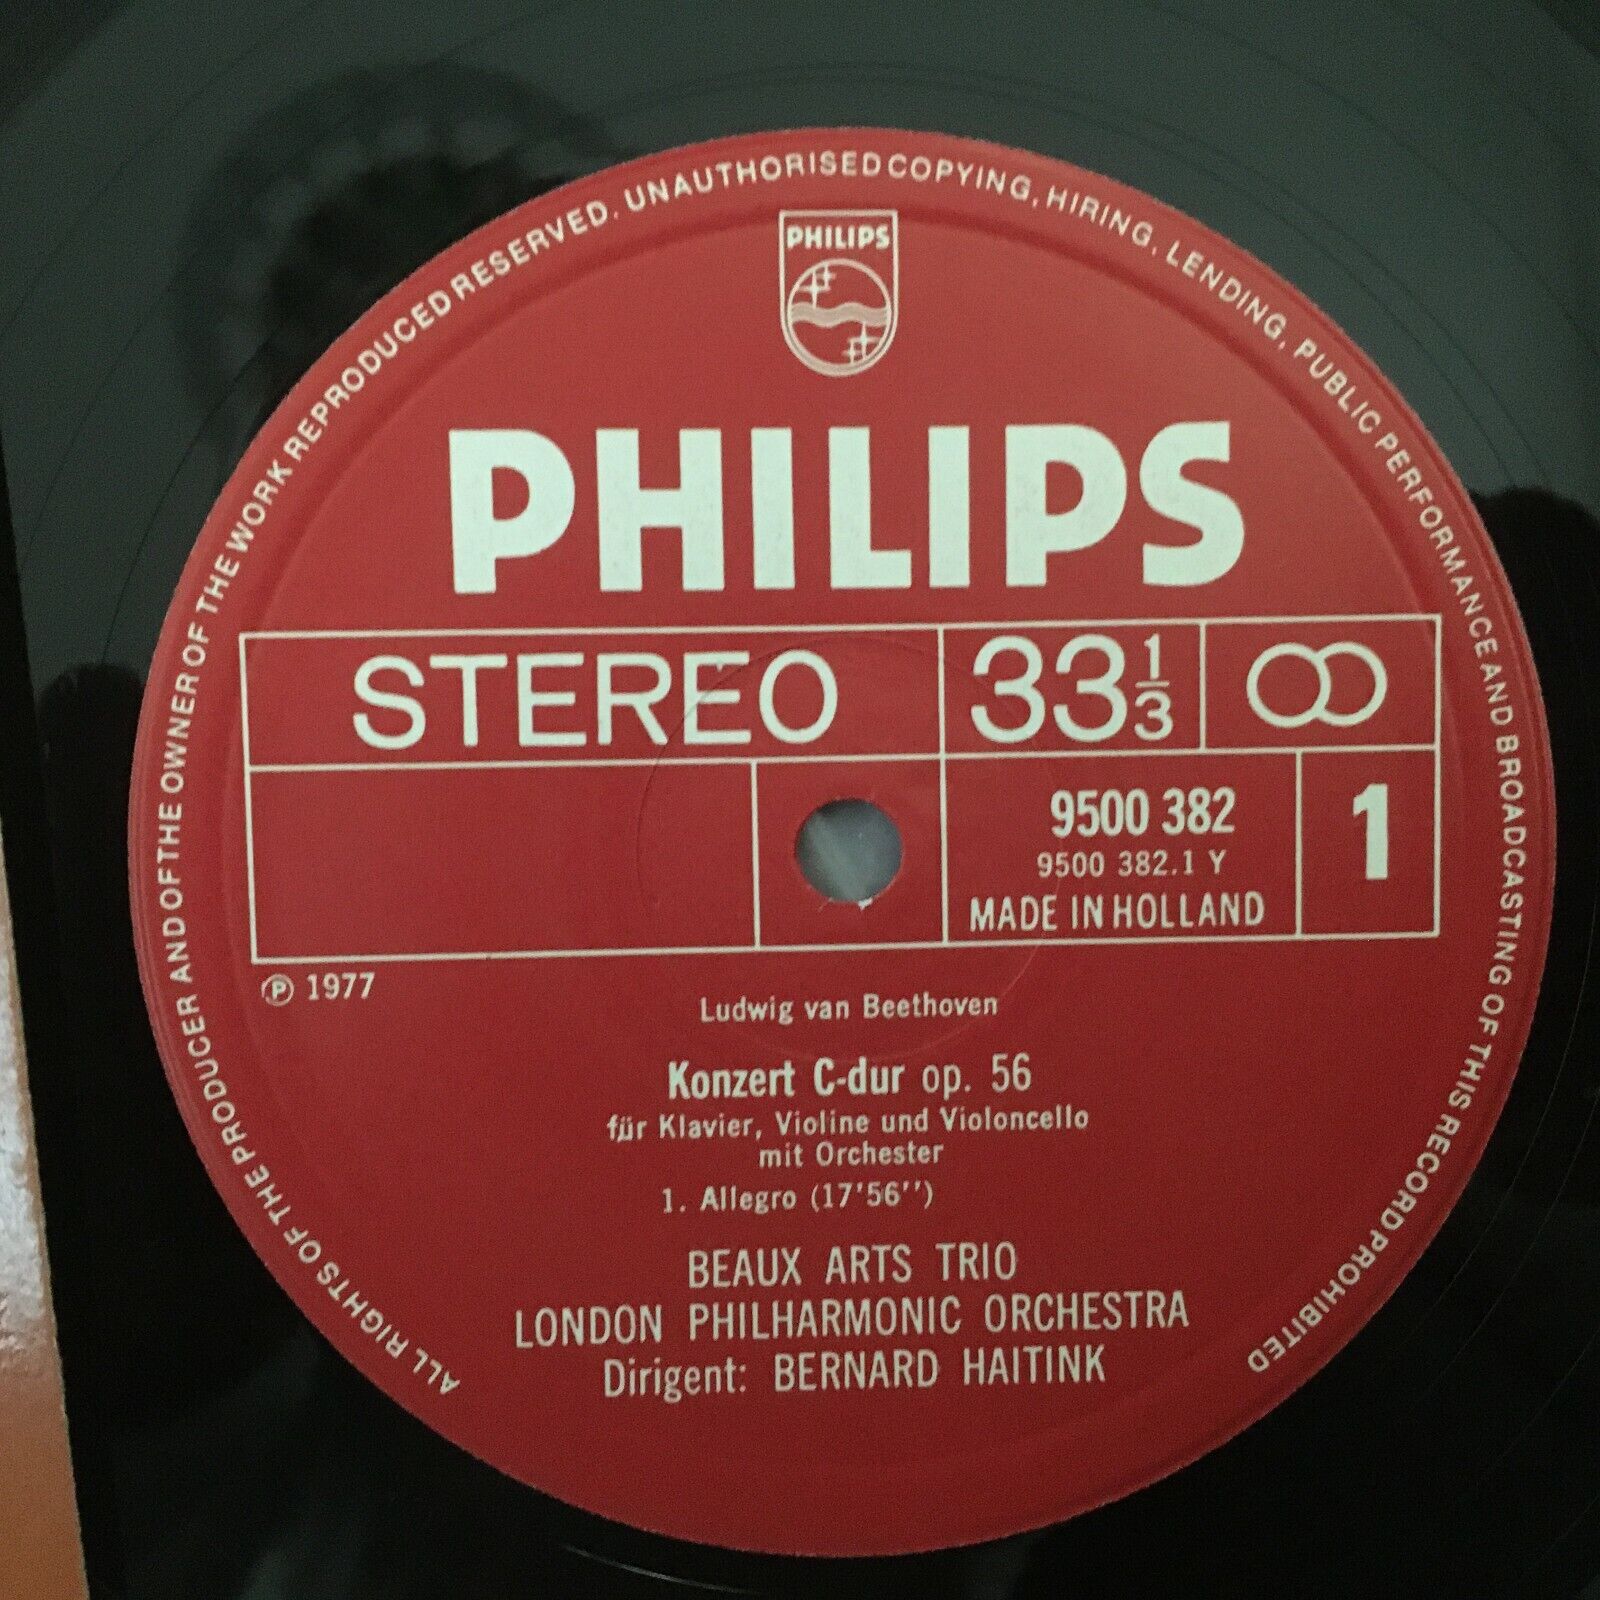 ALL RIGHTS OF THE PRODUCER AND OF THE OWNER OF THE WORK REPRODUCED RESERVED. UNAUTHORISED COPYING, HIRING, LENDING, PUBLIC PERFORMANCE AND BROADCASTING OF THIS RECORD PROHIBITED
PHILIPS
PHILIPS
STEREO 33 1/3
9500 382 1
9500 382.1 Y
MADE IN HOLLAND
℗ 1977
Ludwig van Beethoven
Konzert C-dur op. 56
für Klavier, Violine und Violoncello
mit Orchester
1. Allegro (17'56'')
BEAUX ARTS TRIO
LONDON PHILHARMONIC ORCHESTRA
Dirigent: BERNARD HAITINK